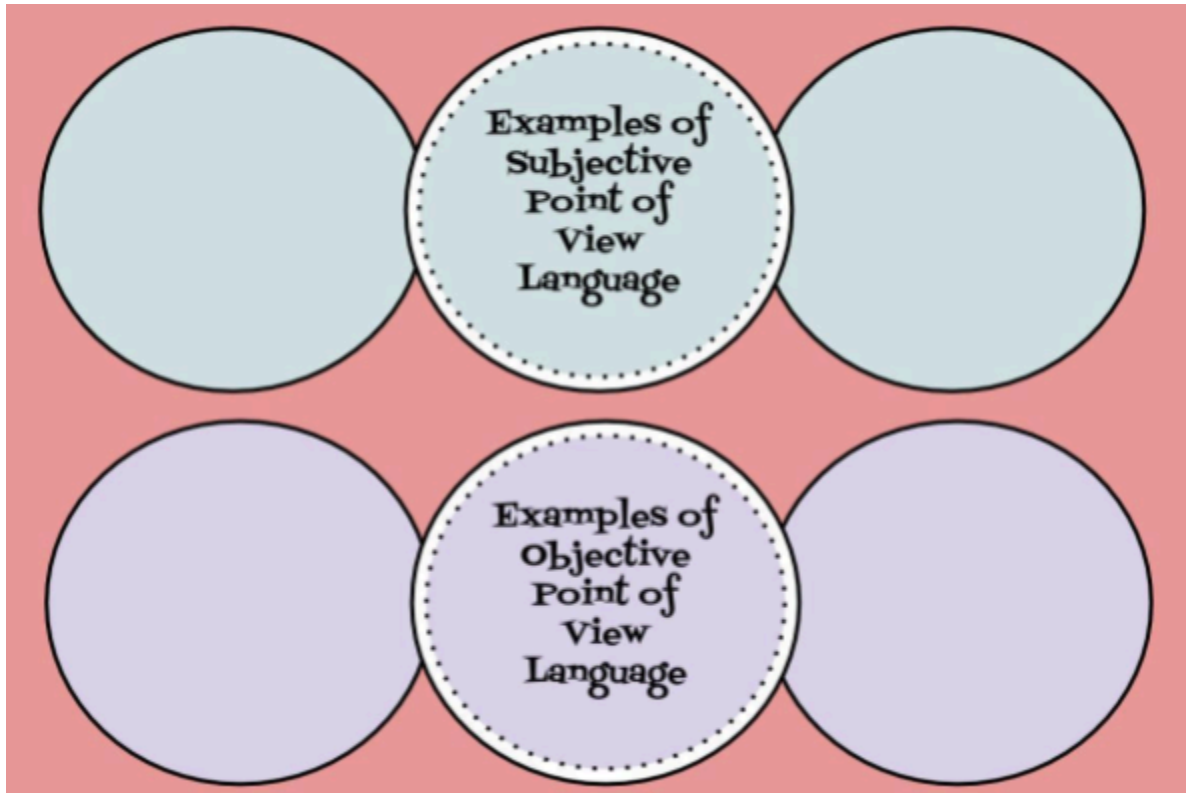 Examples of
Subjective
Point of
View
Language
Examples of
Objective
Point of
View
Language